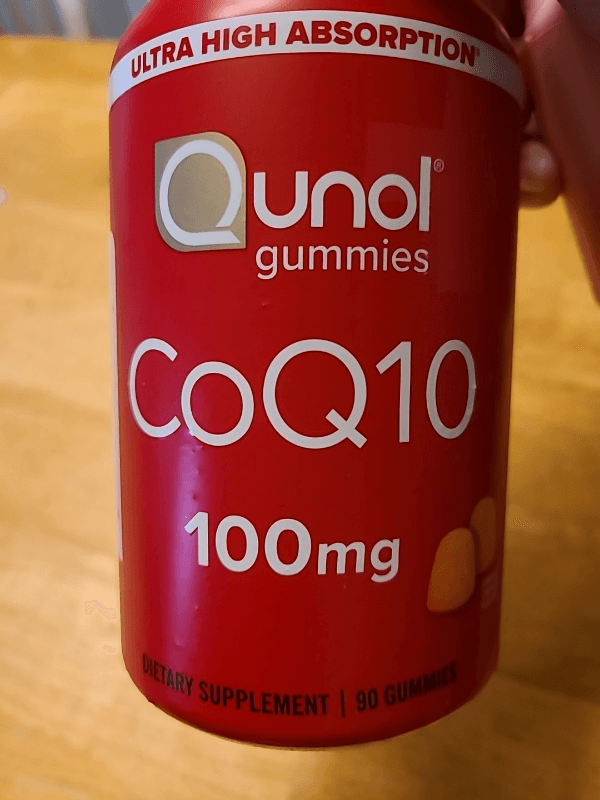 ULTRA HIGH ABSORPTION
Qunol®
gummies
CoQ10
100mg
DIETARY SUPPLEMENT | 90 GUMMIES